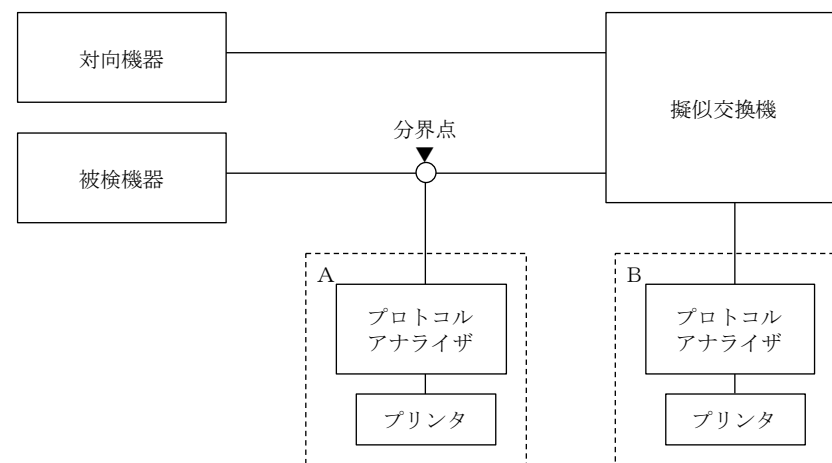 対向機器
擬似交換機
分界点
被検機器
A
プロトコル
アナライザ
プリンタ
B
プロトコル
アナライザ
プリンタ